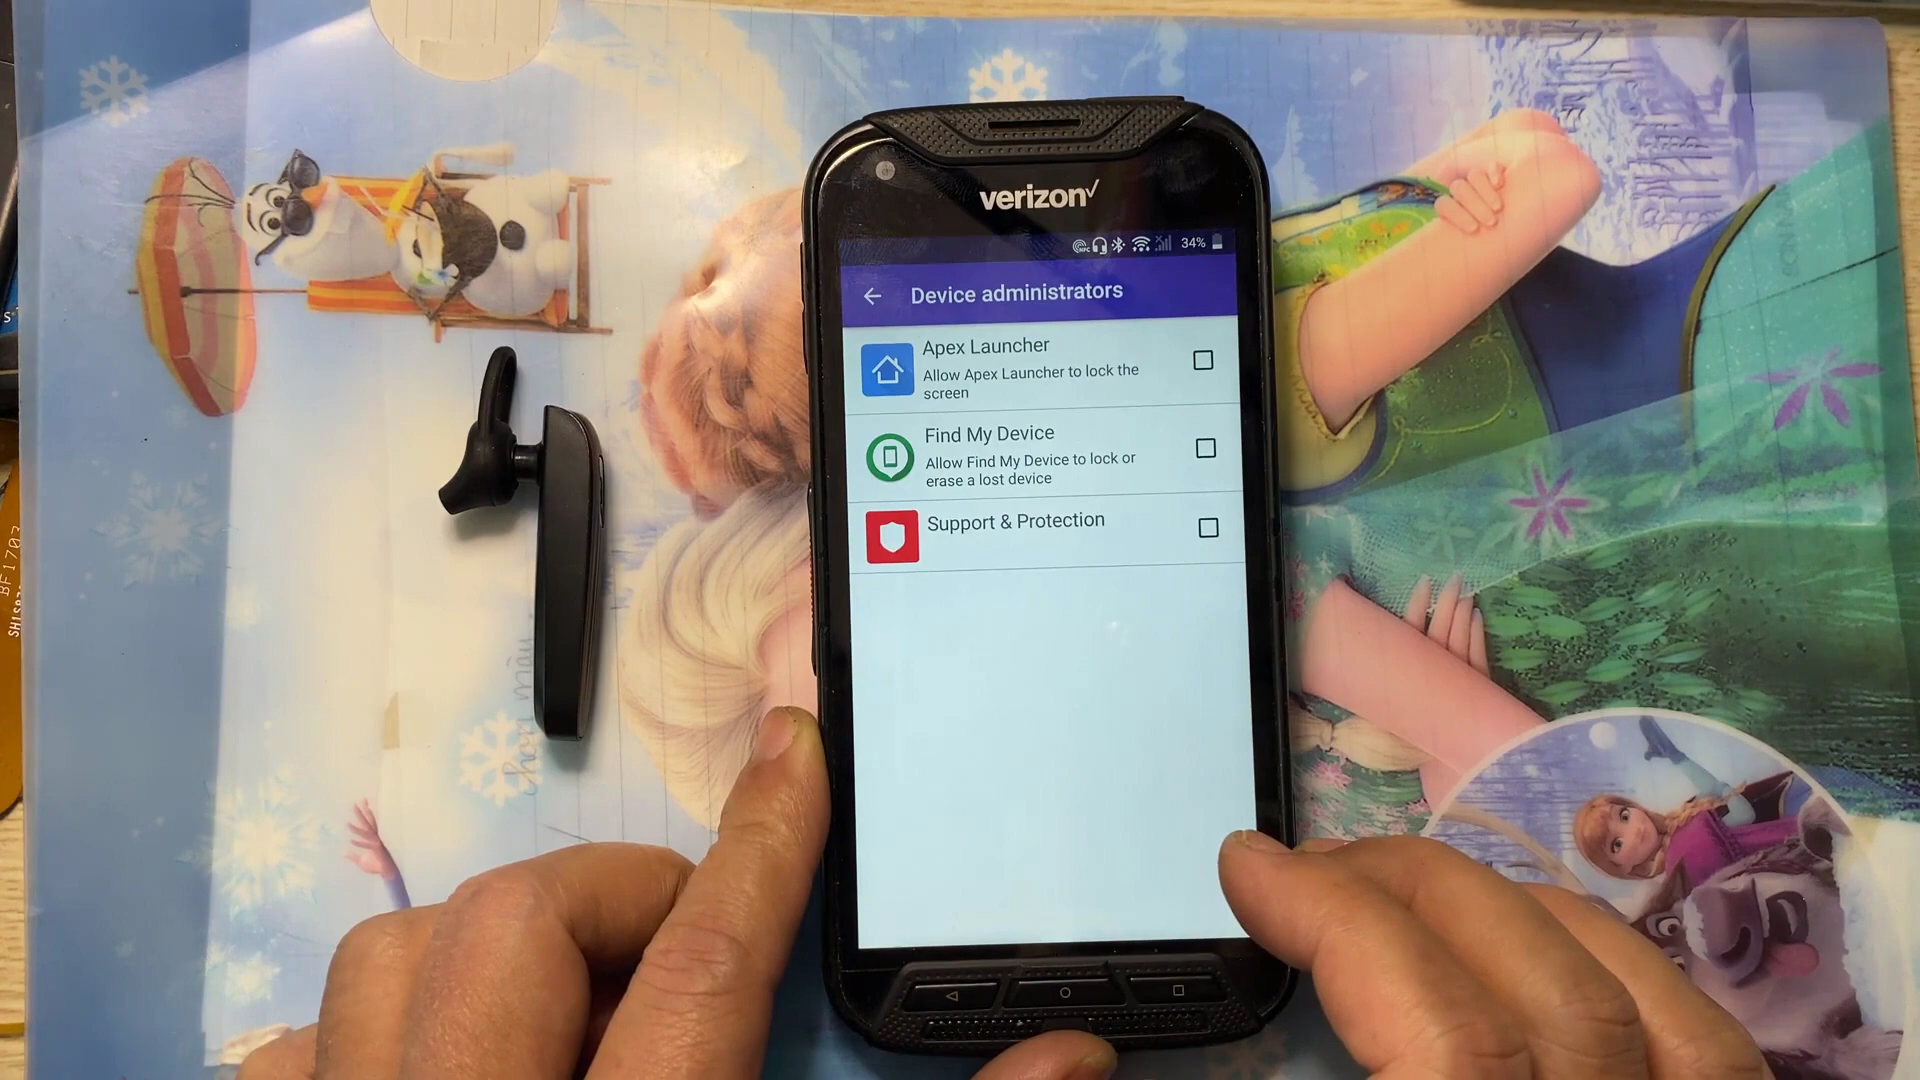 verizon
34%
Device administrators
Apex Launcher
Allow Apex Launcher to lock the
screen
Find My Device
Allow Find My Device to lock or
erase a lost device
Support & Protection
BF1703